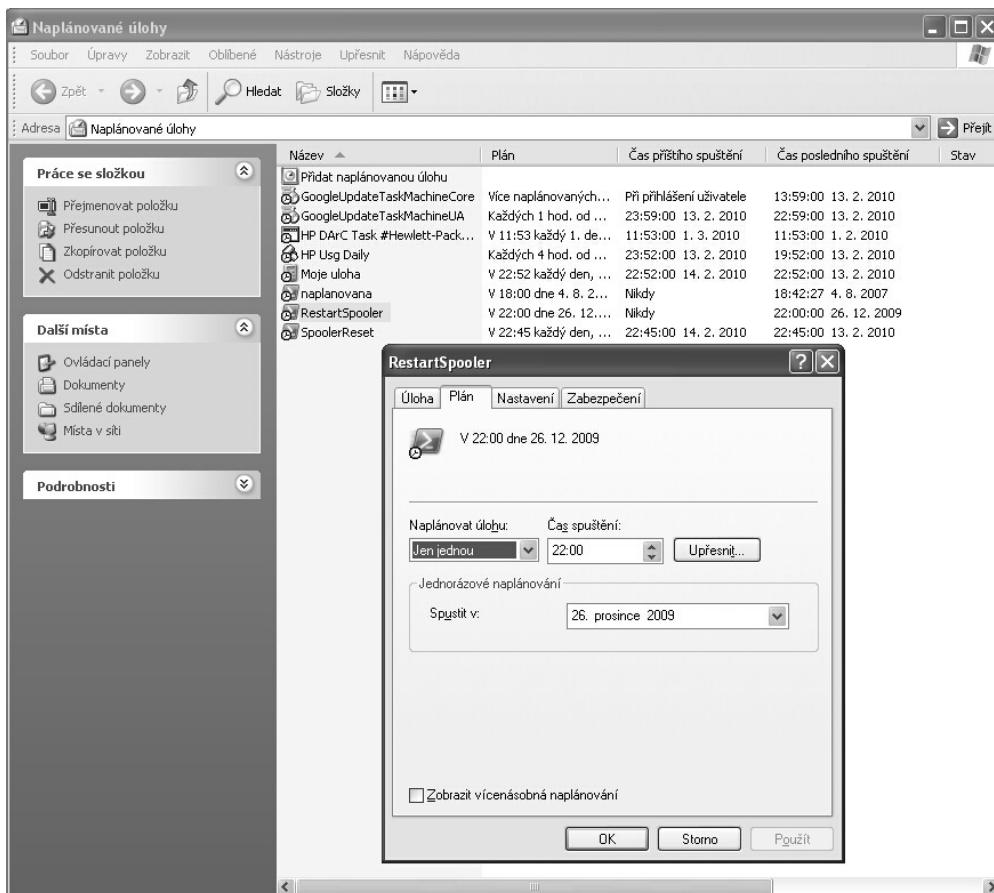 Naplánované úlohy
Soubor Úpravy Zobrazit Oblíbené Nástroje Upřesnit Nápověda
Zpět Hledat Složky
Adresa Naplánované úlohy Přejít
Práce se složkou
Přejmenovat položku
Přesunout položku
Zkopírovat položku
Odstranit položku
Další místa
Ovládací panely
Dokumenty
Sdílené dokumenty
Místa v síti
Podrobnosti
Název Plán Čas příštího spuštění Čas posledního spuštění Stav
Přidat naplánovanou úlohu
GoogleUpdateTaskMachineCore Více naplánovaných... Při přihlášení uživatele 13:59:00 13. 2. 2010
GoogleUpdateTaskMachineUA Každých 1 hod. od ... 23:59:00 13. 2. 2010 22:59:00 13. 2. 2010
HP DArC Task #Hewlett-Pack... V 11:53 každý 1. de... 11:53:00 1. 3. 2010 11:53:00 1. 2. 2010
HP Usg Daily Každých 4 hod. od ... 23:52:00 13. 2. 2010 19:52:00 13. 2. 2010
Moje uloha V 22:52 každý den, ... 22:52:00 14. 2. 2010 22:52:00 13. 2. 2010
naplanovana V 18:00 dne 4. 8. 2... Nikdy 18:42:27 4. 8. 2007
RestartSpooler V 22:00 dne 26. 12.... Nikdy 22:00:00 26. 12. 2009
SpoolerReset V 22:45 každý den, ... 22:45:00 14. 2. 2010 22:45:00 13. 2. 2010
RestartSpooler
Úloha Plán Nastavení Zabezpečení
V 22:00 dne 26. 12. 2009
Naplánovat úlohu: Čas spuštění:
Jen jednou 22:00 Upřesnit...
Jednorázové naplánování
Spustit v: 26. prosince 2009
Zobrazit vícenásobná naplánování
OK Storno Použít